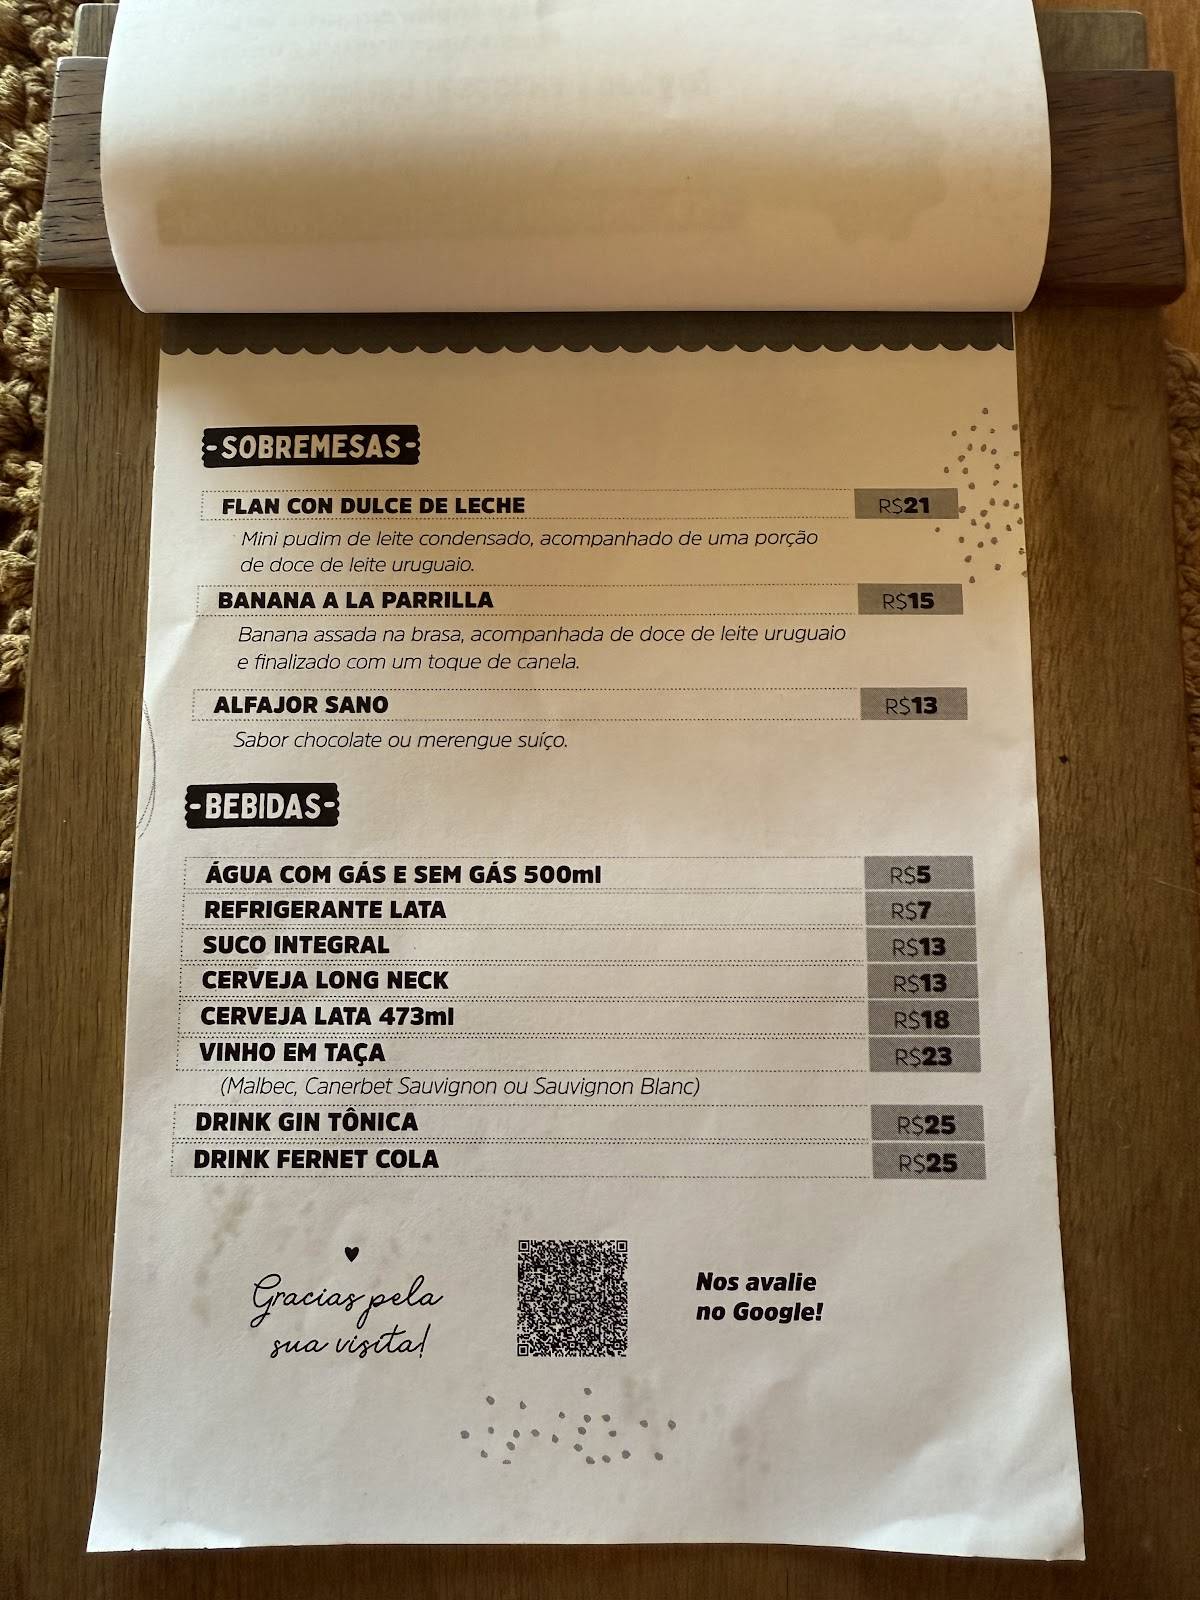 -SOBREMESAS-
FLAN CON DULCE DE LECHE R$21
Mini pudim de leite condensado, acompanhado de uma porção
de doce de leite uruguaio.
BANANA A LA PARRILLA R$15
Banana assada na brasa, acompanhada de doce de leite uruguaio
e finalizado com um toque de canela.
ALFAJOR SANO R$13
Sabor chocolate ou merengue suíço.
-BEBIDAS-
ÁGUA COM GÁS E SEM GÁS 500ml R$5
REFRIGERANTE LATA R$7
SUCO INTEGRAL R$13
CERVEJA LONG NECK R$13
CERVEJA LATA 473ml R$18
VINHO EM TAÇA R$23
(Malbec, Canerbet Sauvignon ou Sauvignon Blanc)
DRINK GIN TÔNICA R$25
DRINK FERNET COLA R$25
Gracias pela
sua visita!
Nos avalie
no Google!